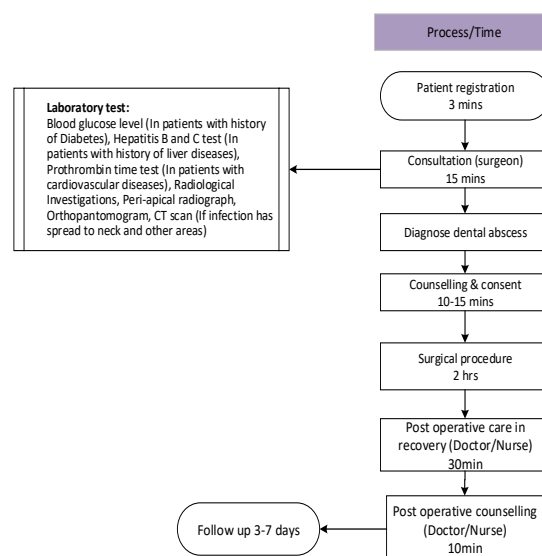 Process/Time
Patient registration
3 mins
Laboratory test:
Blood glucose level (In patients with history
of Diabetes), Hepatitis B and C test (In
patients with history of liver diseases),
Prothrombin time test (In patients with
cardiovascular diseases), Radiological
Investigations, Peri-apical radiograph,
Orthopantomogram, CT scan (If infection has
spread to neck and other areas)
Consultation (surgeon)
15 mins
Diagnose dental abscess
Counselling & consent
10-15 mins
Surgical procedure
2 hrs
Post operative care in
recovery (Doctor/Nurse)
30min
Post operative counselling
(Doctor/Nurse)
10min
Follow up 3-7 days